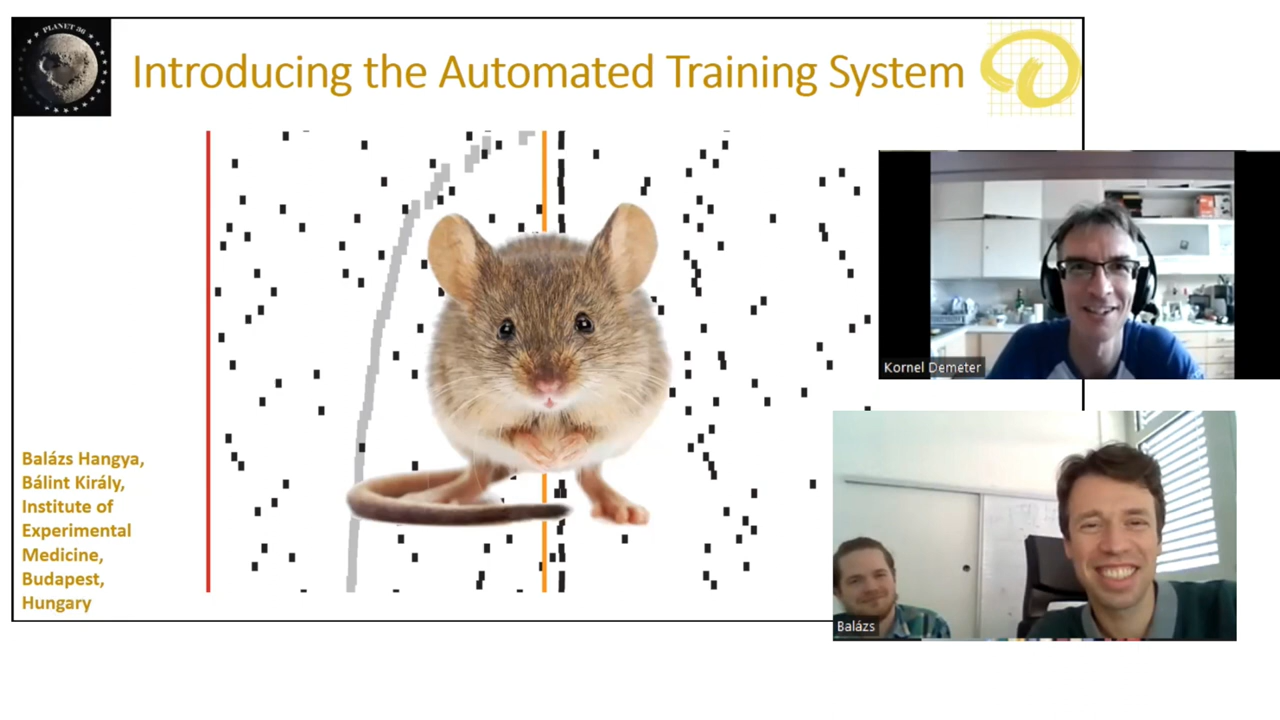 PLANET 36
Introducing the Automated Training System
Kornel Demeter
Balázs Hangya,
Bálint Király,
Institute of
Experimental
Medicine,
Budapest,
Hungary
Balázs